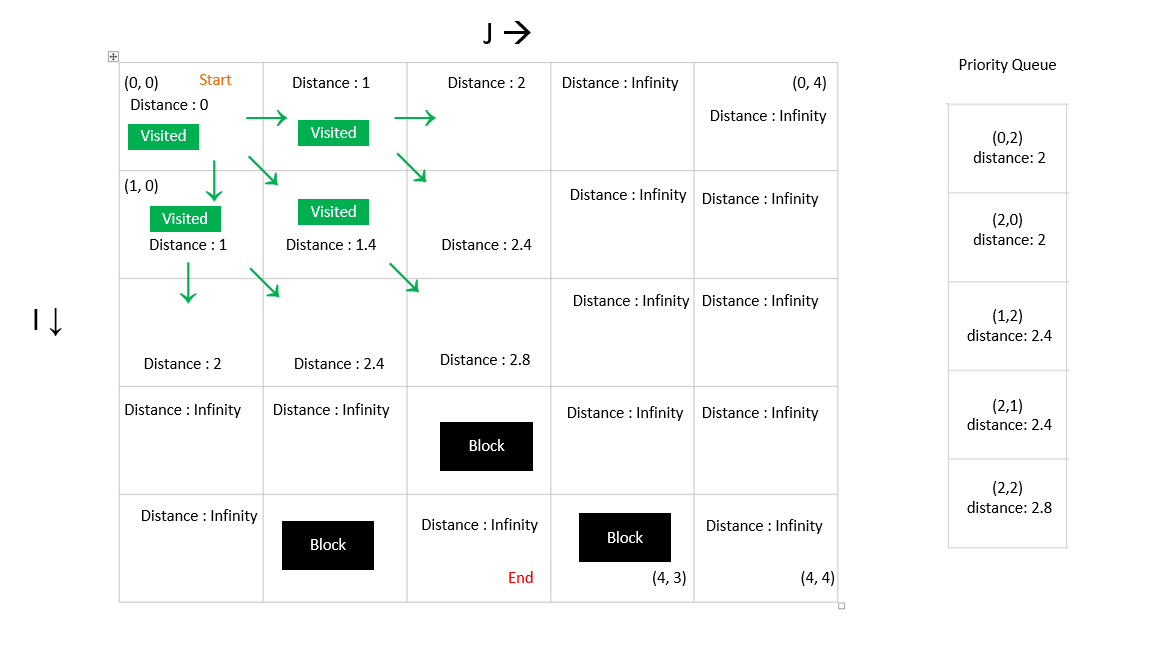 J →
(0, 0) Start
Distance : 0
Visited
Distance : 1
Visited
Distance : 2
Distance : Infinity
(0, 4)
Distance : Infinity
(1, 0)
Visited
Distance : 1
Visited
Distance : 1.4
Distance : 2.4
Distance : Infinity
Distance : Infinity
I ↓
Distance : 2
Distance : 2.4
Distance : 2.8
Distance : Infinity
Distance : Infinity
Distance : Infinity
Distance : Infinity
Block
Distance : Infinity
Distance : Infinity
Distance : Infinity
Block
Distance : Infinity
End
Block
(4, 3)
Distance : Infinity
(4, 4)
Priority Queue
(0,2)
distance: 2
(2,0)
distance: 2
(1,2)
distance: 2.4
(2,1)
distance: 2.4
(2,2)
distance: 2.8